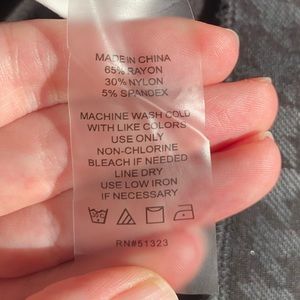 MADE IN CHINA
65% RAYON
30% NYLON
5% SPANDEX
MACHINE WASH COLD
WITH LIKE COLORS
USE ONLY
NON-CHLORINE
BLEACH IF NEEDED
LINE DRY
USE LOW IRON
IF NECESSARY
RN#51323